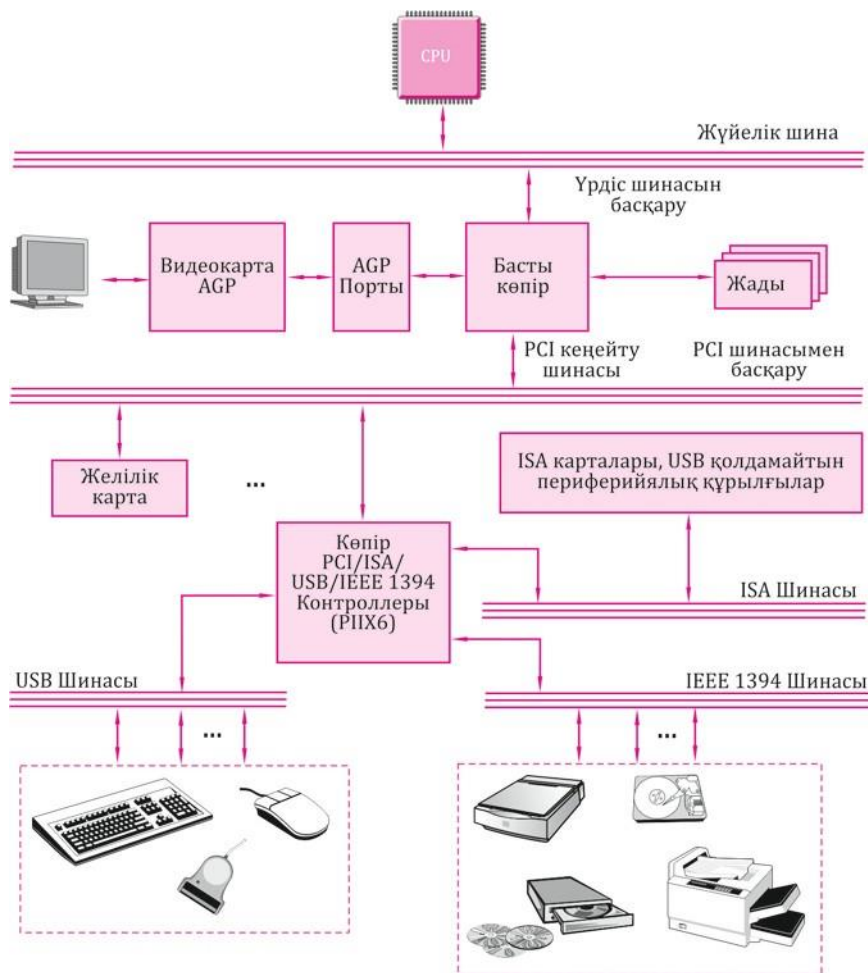 CPU
Жүйелік шина
Үрдіс шинасын
басқару
Видеокарта
AGP
AGP
Порты
Басты
көпір
Жады
PCI кеңейту
шинасы
PCI шинасымен
басқару
Желілік
карта
...
ISA карталары, USB қолдамайтын
периферийялық құрылғылар
Көпір
PCI/ISA/
USB/IEEE 1394
Контроллеры
(PIIX6)
ISA Шинасы
USB Шинасы
IEEE 1394 Шинасы
...
...